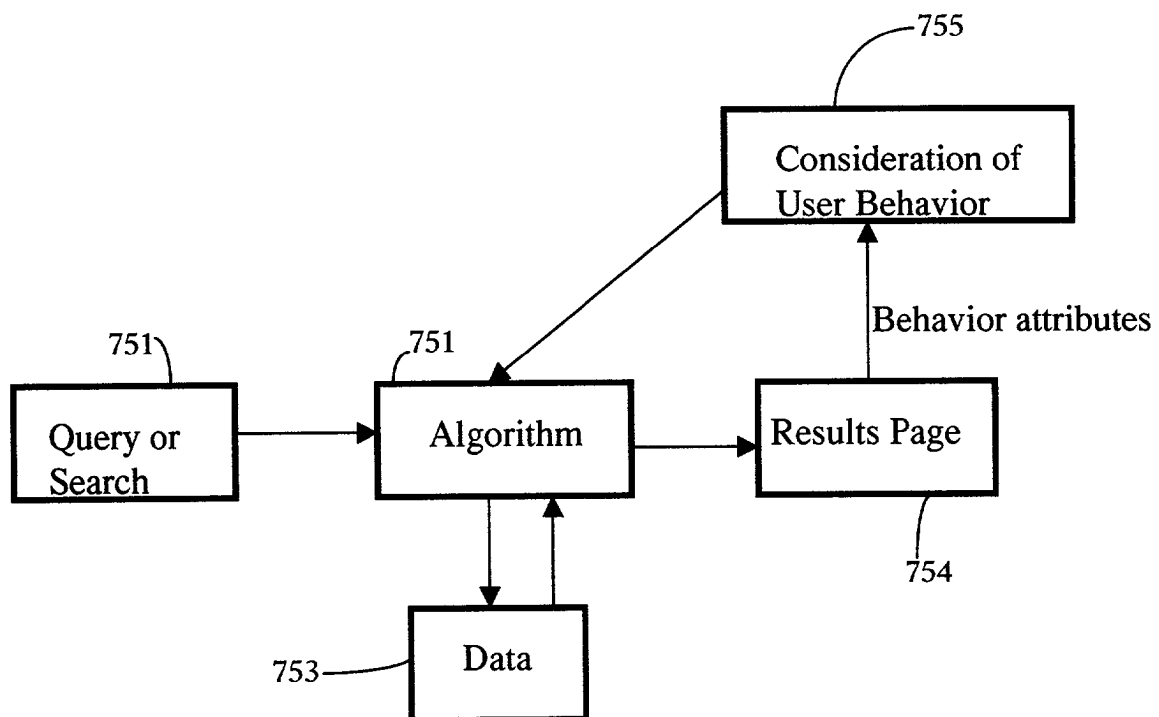 755
Consideration of
User Behavior
Behavior attributes
751
751
Query or
Search
Algorithm
Results Page
754
753
Data